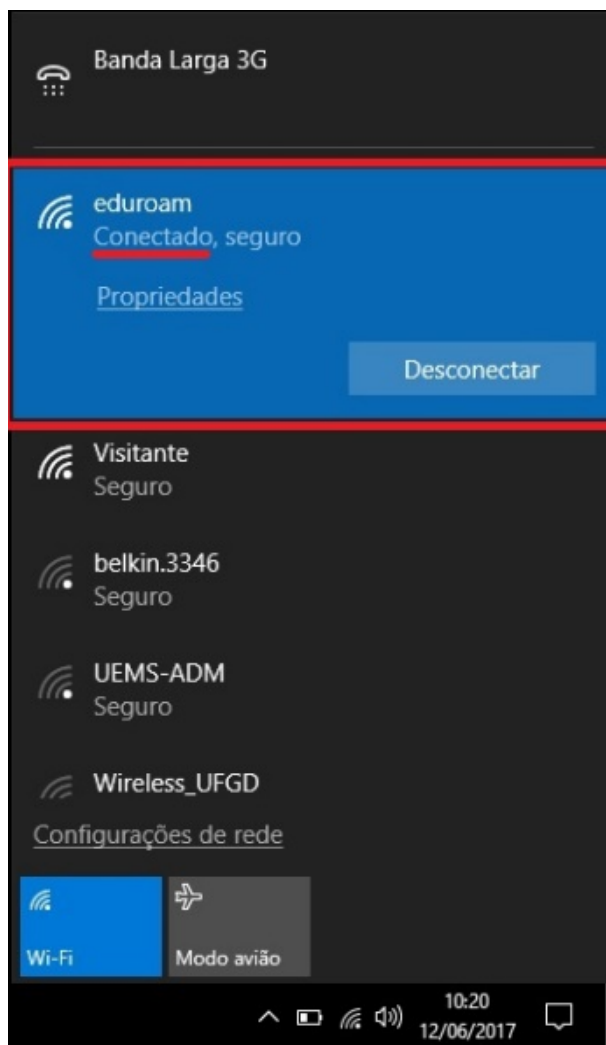 Banda Larga 3G
eduroam
Conectado, seguro
Propriedades
Desconectar
Visitante
Seguro
belkin.3346
Seguro
UEMS-ADM
Seguro
Wireless_UFGD
Configurações de rede
Wi-Fi
Modo avião
10:20
12/06/2017